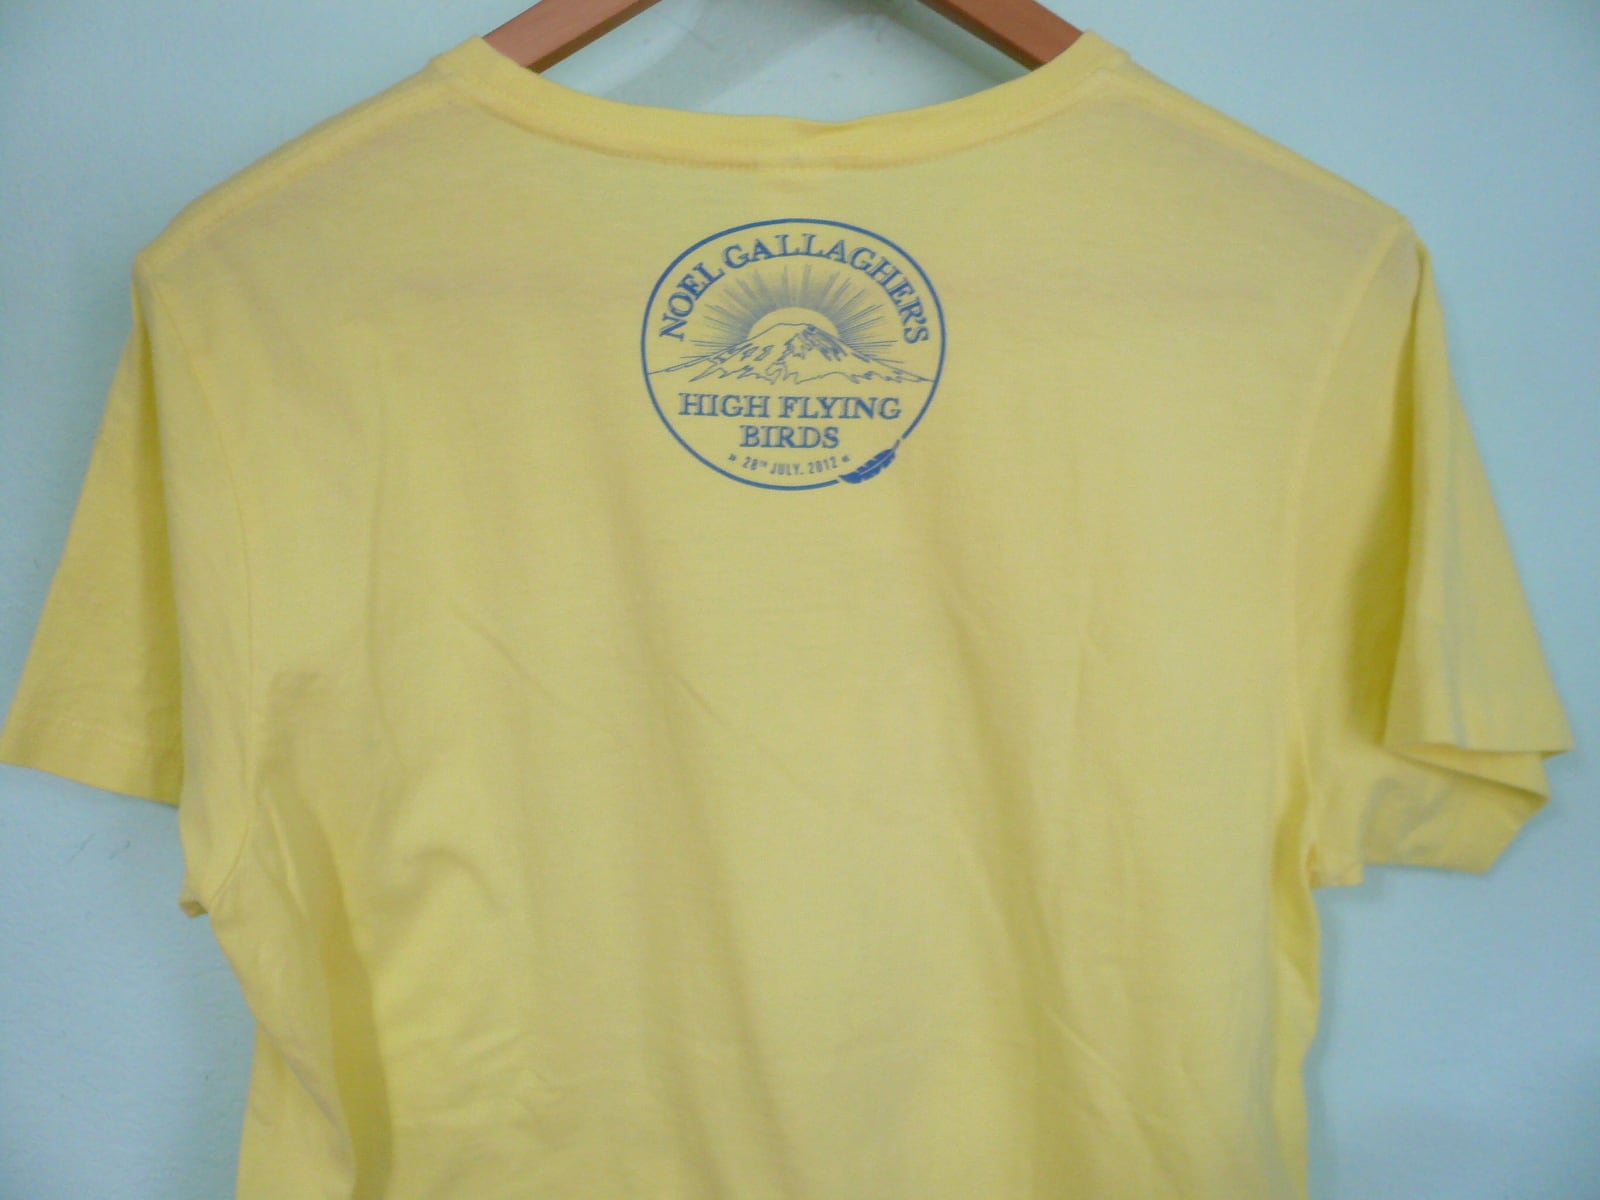 NOEL GALLAGHER'S
HIGH FLYING
BIRDS
» 28TH JULY. 2012 «